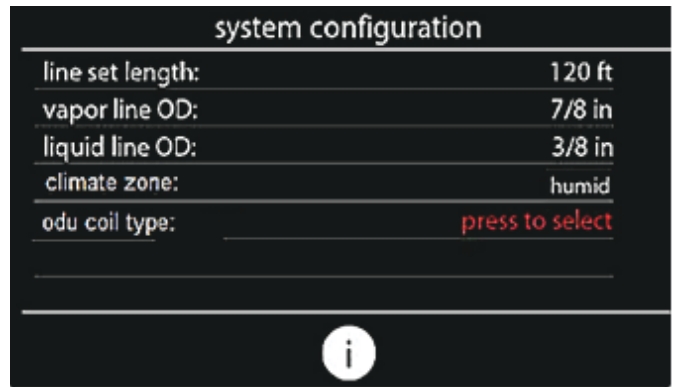 system configuration
line set length: 120 ft
vapor line OD: 7/8 in
liquid line OD: 3/8 in
climate zone: humid
odu coil type: press to select
i